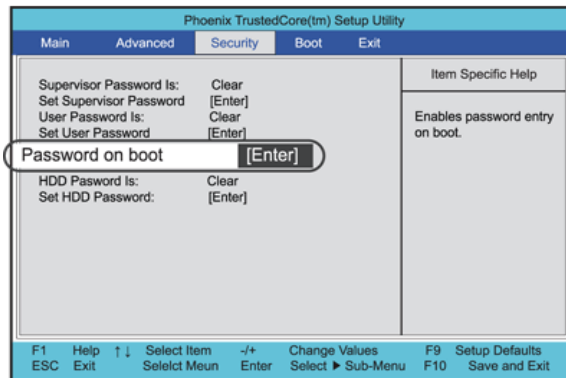 Phoenix TrustedCore(tm) Setup Utility
Main Advanced Security Boot Exit
Supervisor Password Is: Clear
Set Supervisor Password [Enter]
User Password Is: Clear
Set User Password [Enter]
Password on boot [Enter]
HDD Pasword Is: Clear
Set HDD Password: [Enter]
Item Specific Help
Enables password entry
on boot.
F1 Help ↑↓ Select Item -/+ Change Values F9 Setup Defaults
ESC Exit Selelct Meun Enter Select ▶ Sub-Menu F10 Save and Exit